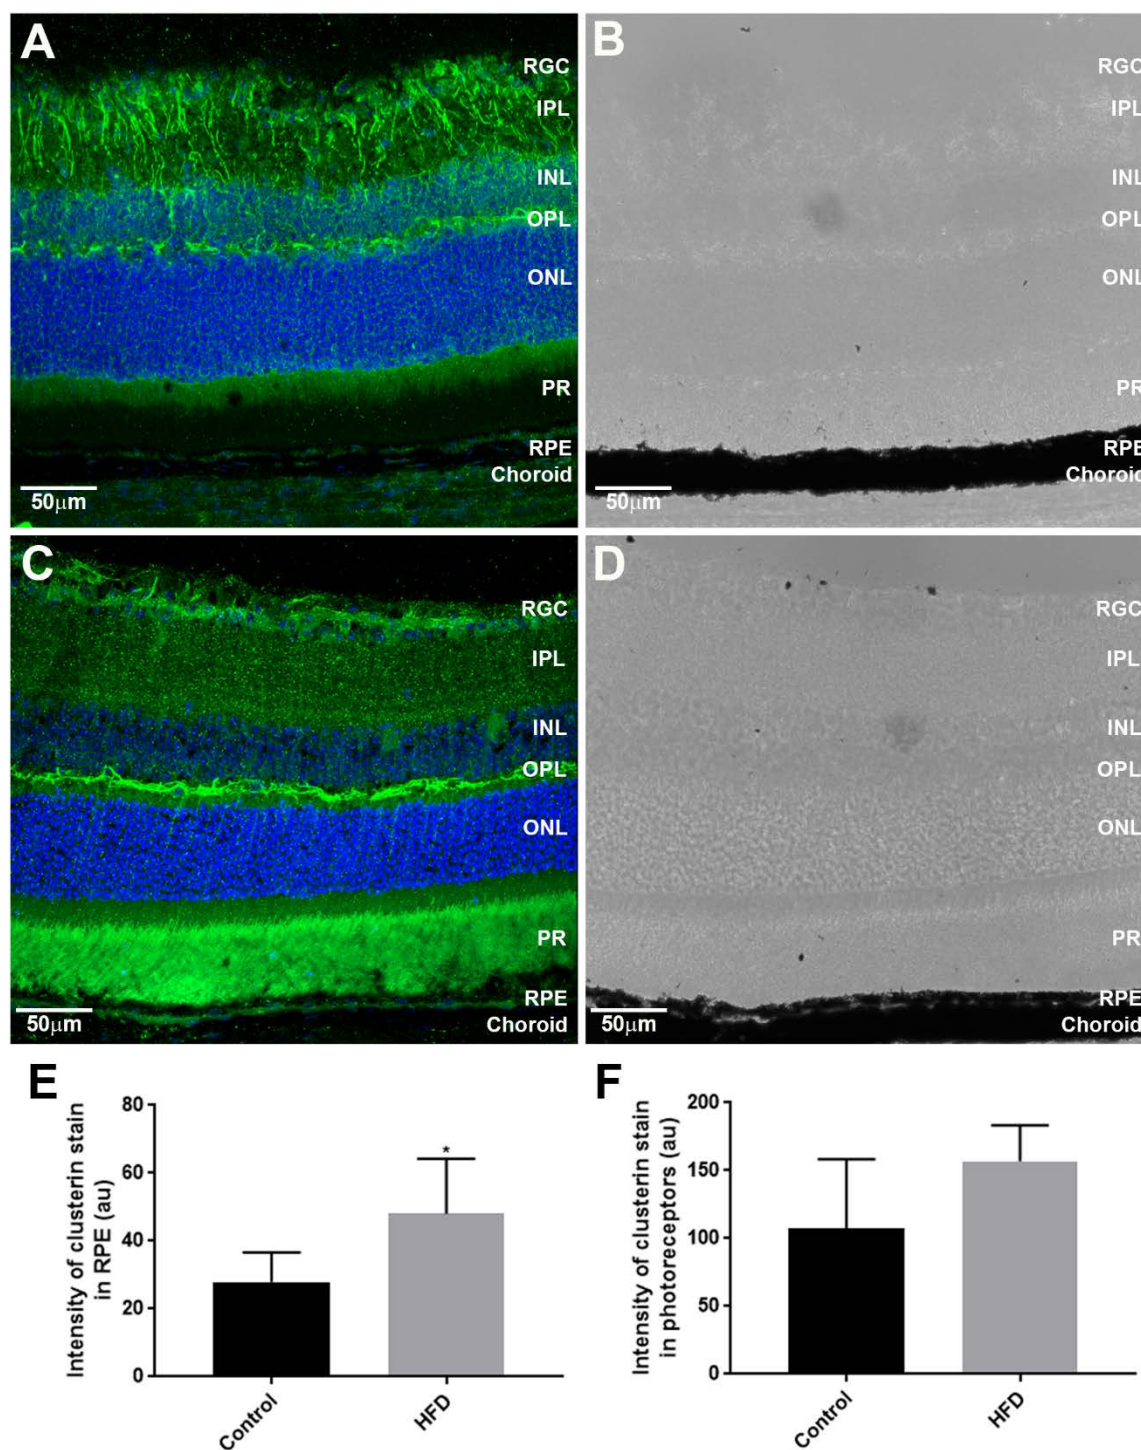 A
RGC
IPL
INL
OPL
ONL
PR
RPE
Choroid
50μm
B
RGC
IPL
INL
OPL
ONL
PR
RPE
Choroid
50μm
C
RGC
IPL
INL
OPL
ONL
PR
RPE
Choroid
50μm
D
RGC
IPL
INL
OPL
ONL
PR
RPE
Choroid
50μm
E
Intensity of clusterin stain
in RPE (au)
80
60
40
20
0
*
Control
HFD
F
Intensity of clusterin stain
in photoreceptors (au)
200
150
100
50
0
Control
HFD